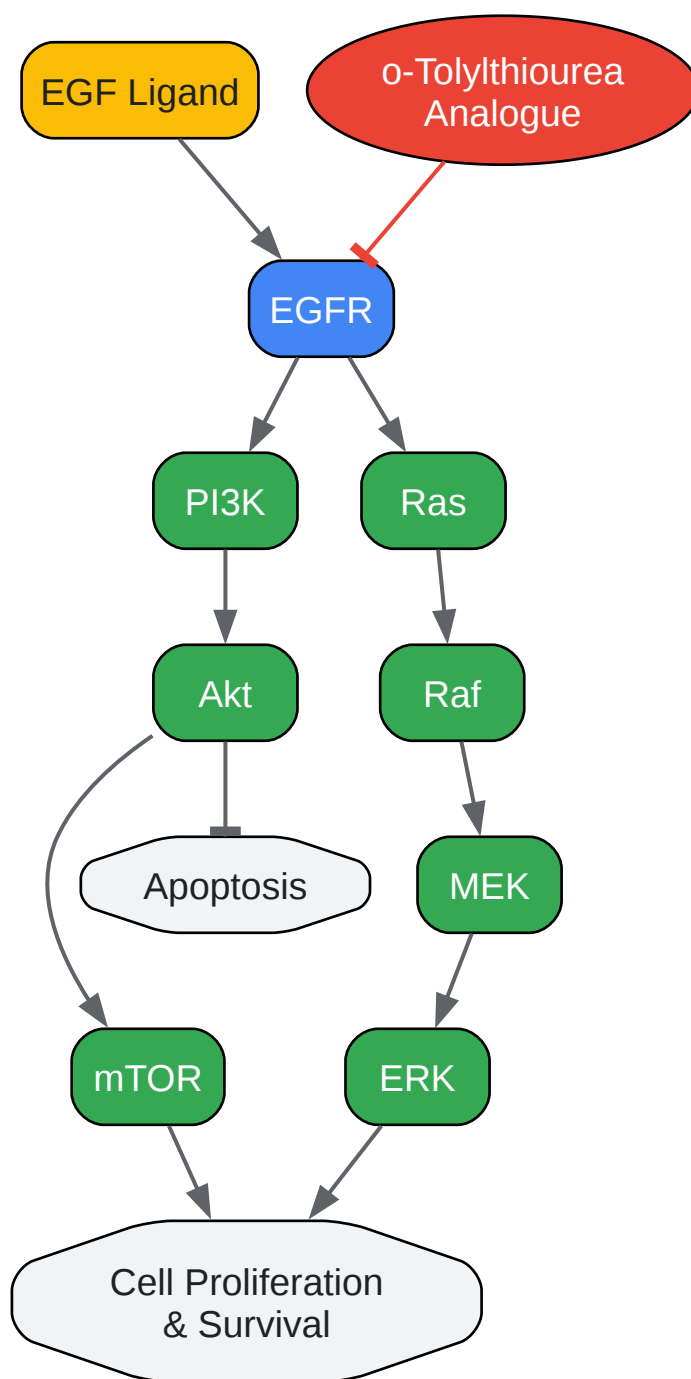 EGF Ligand
o-Tolylthiourea
Analogue
EGFR
PI3K
Ras
Akt
Raf
Apoptosis
MEK
mTOR
ERK
Cell Proliferation
& Survival